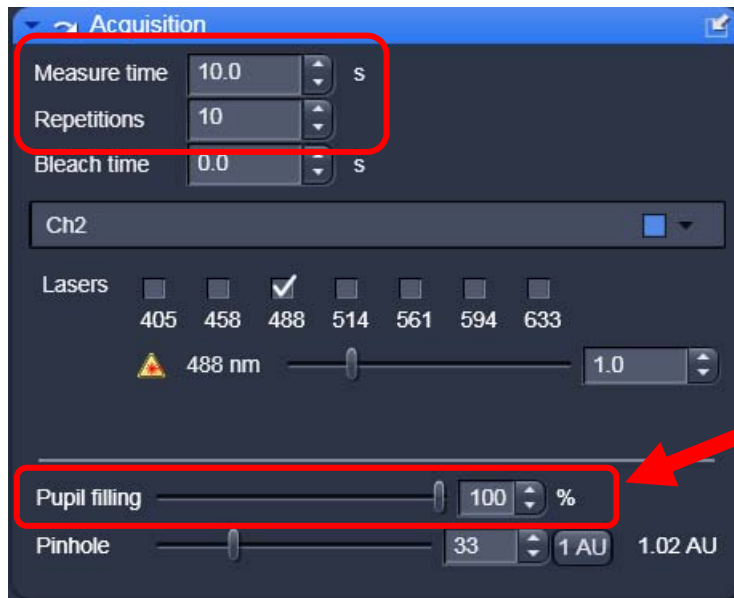 Acquisition
Measure time 10.0 s
Repetitions 10
Bleach time 0.0 s
Ch2
Lasers
405 458 488 514 561 594 633
488 nm 1.0
Pupil filling 100 %
Pinhole 33 1 AU 1.02 AU